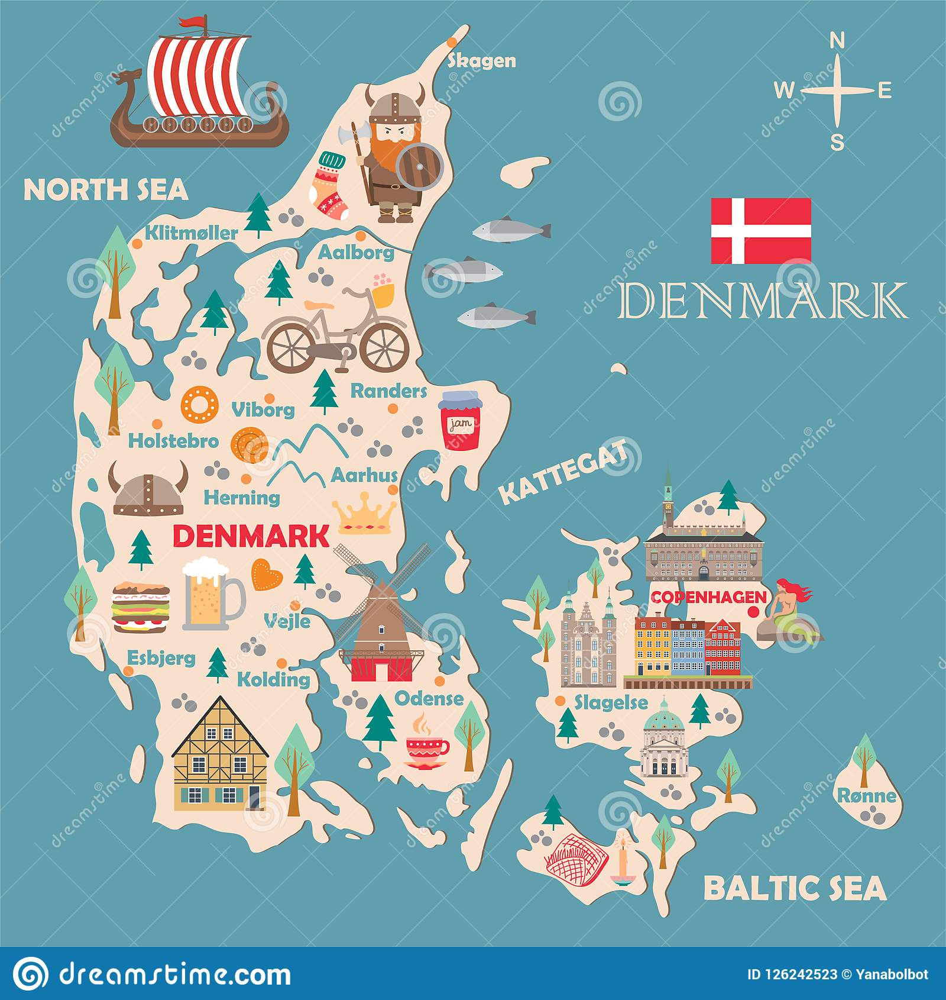 Skagen
N
W E
S
NORTH SEA
Klitmøller
Aalborg
DENMARK
Randers
Viborg
jam
Holstebro
KATTEGAT
Aarhus
Herning
DENMARK
COPENHAGEN
Vejle
Esbjerg
Kolding
Odense
Slagelse
Rønne
BALTIC SEA
dreamstime.com
ID 126242523 © Yanabolbot
dreamstime